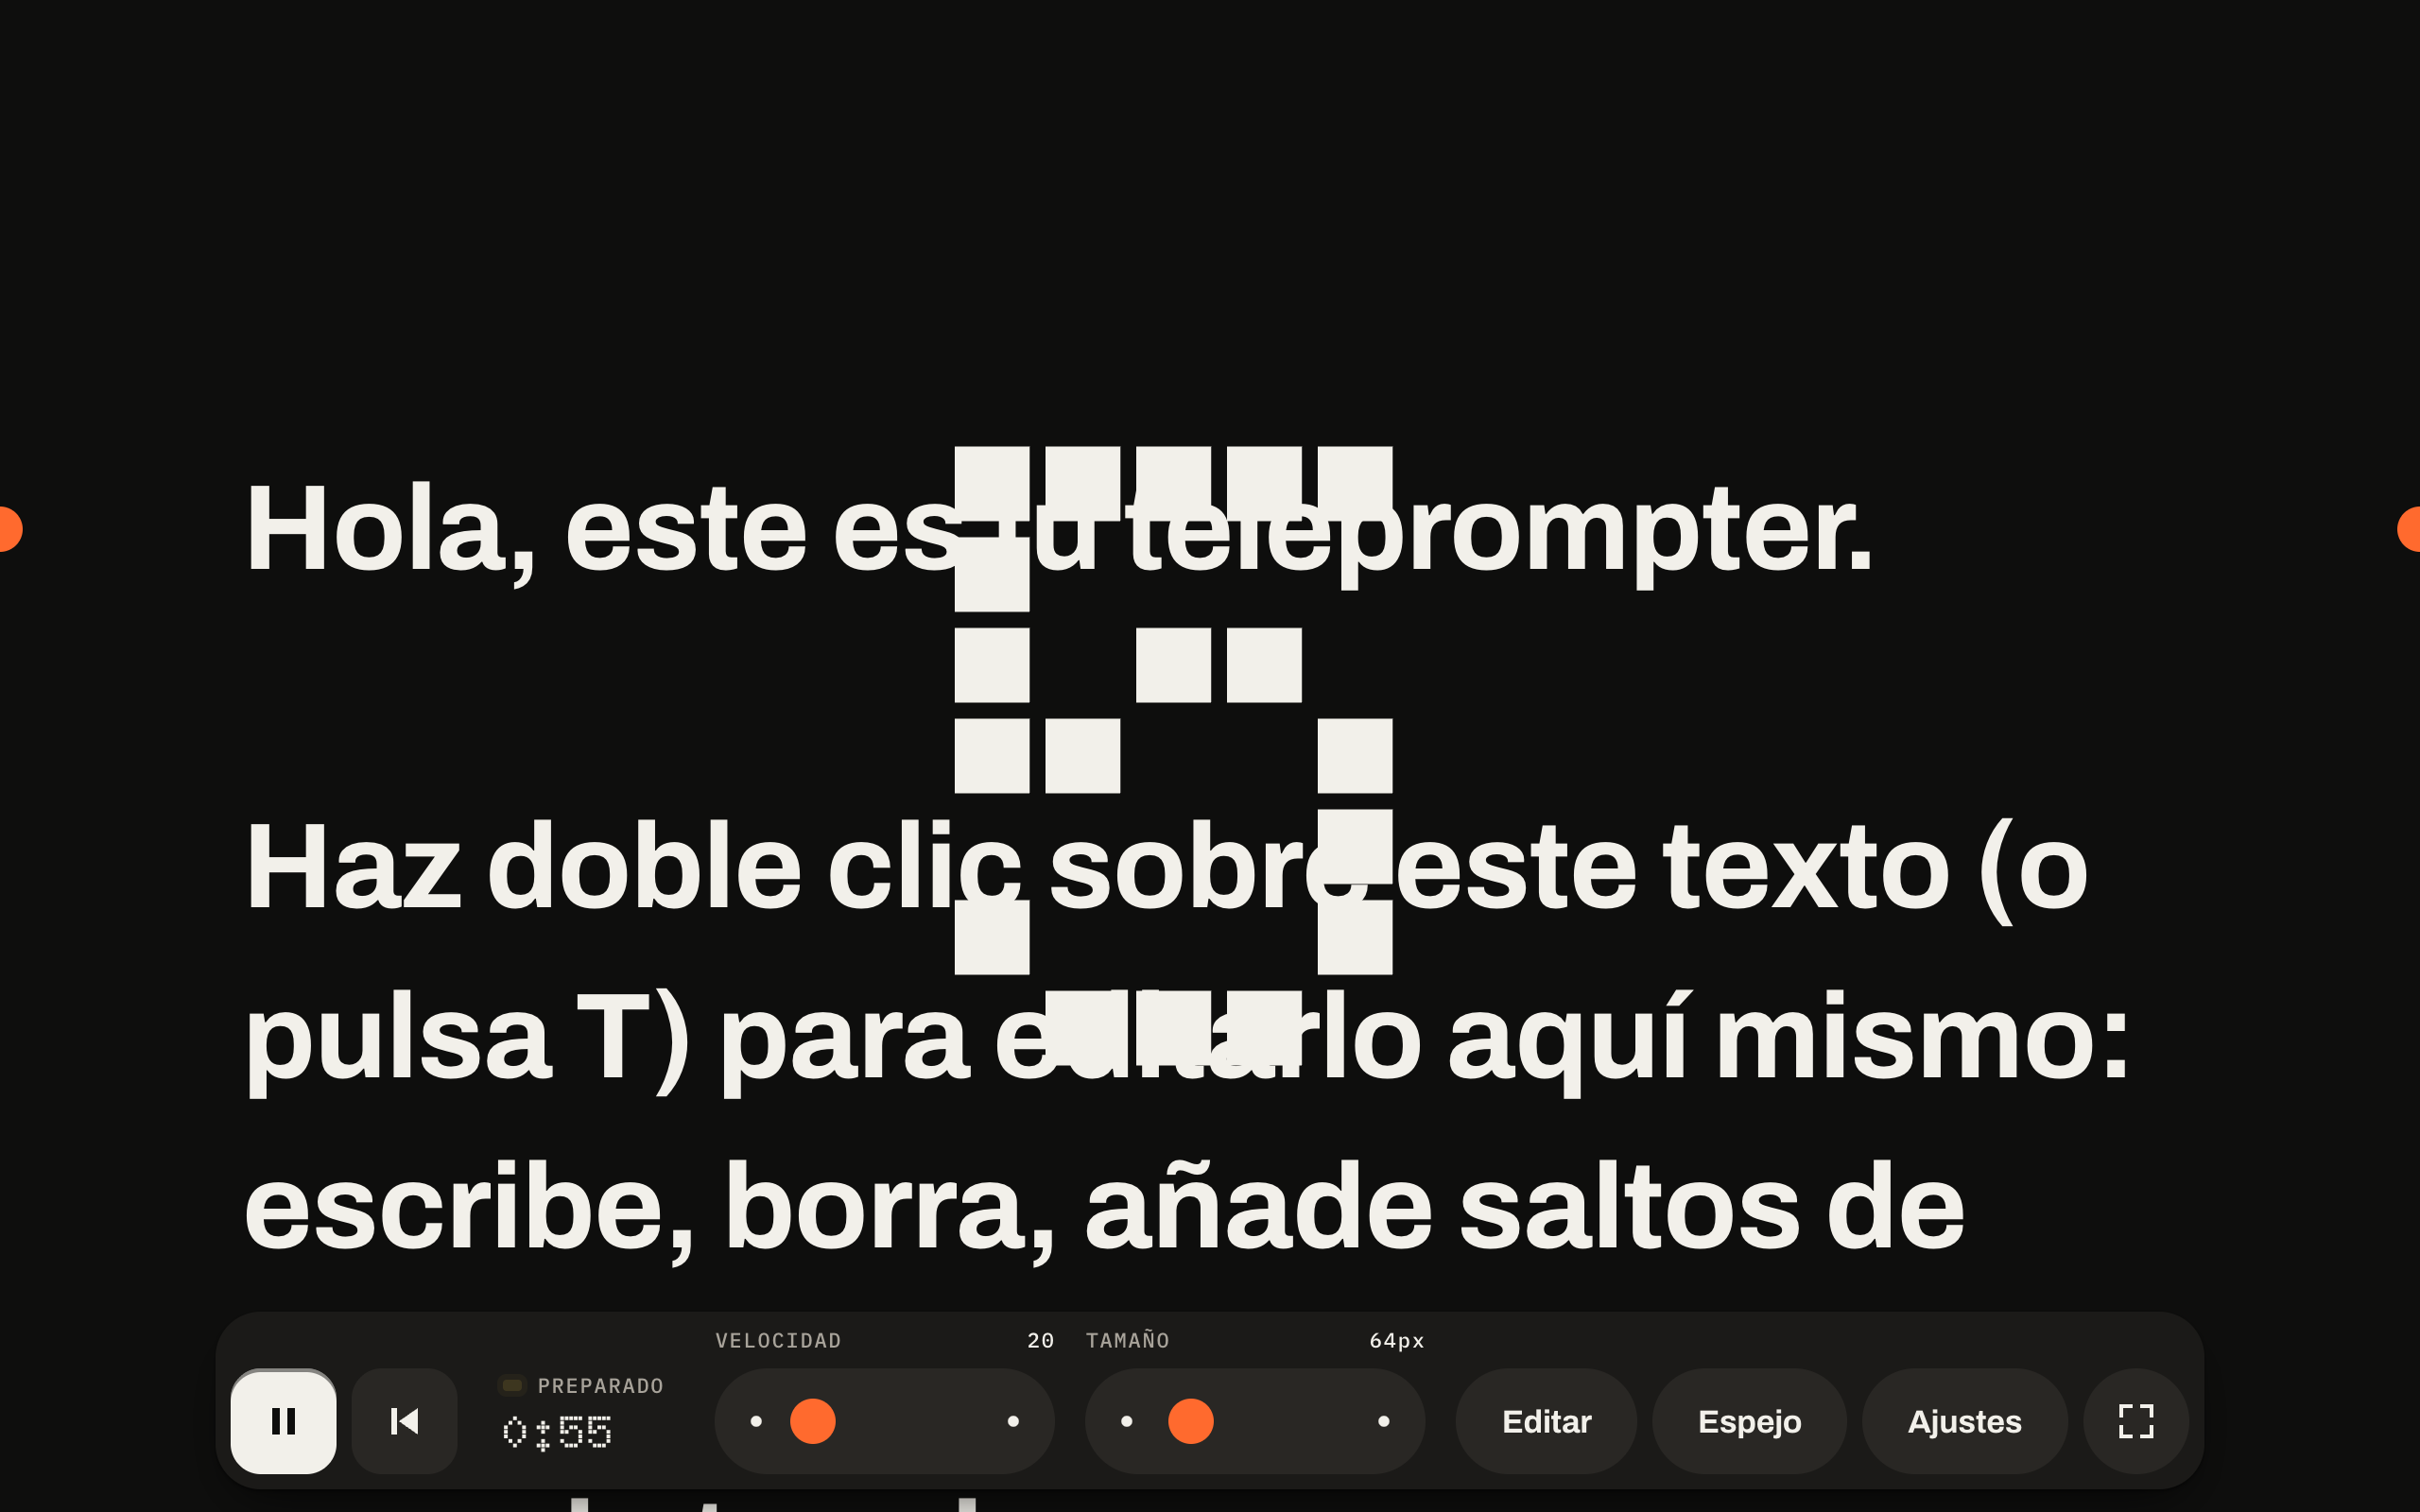 Hola, este es tu teleprompter.
5
Haz doble clic sobre este texto (o
pulsa T) para editarlo aquí mismo:
escribe, borra, añade saltos de
VELOCIDAD 20
TAMAÑO 64px
PREPARADO
0:55
Editar
Espejo
Ajustes